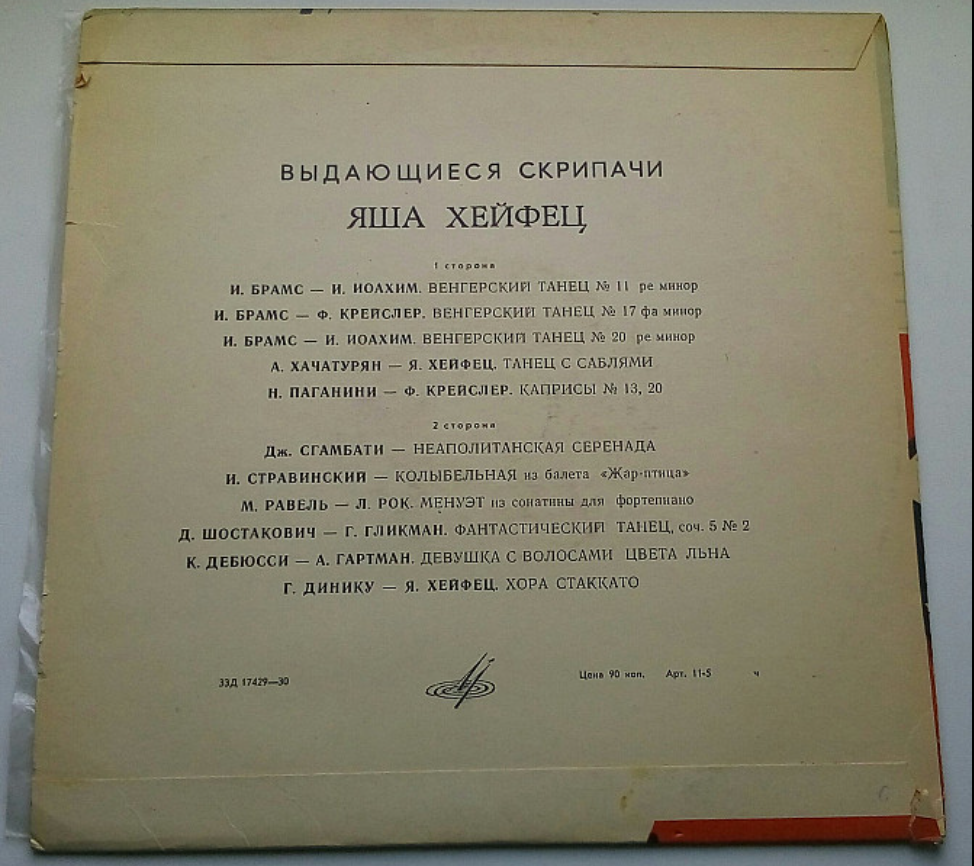 ВЫДАЮЩИЕСЯ СКРИПАЧИ
ЯША ХЕЙФЕЦ
1 сторона
И. БРАМС — И. ИОАХИМ. ВЕНГЕРСКИЙ ТАНЕЦ № 11 ре минор
И. БРАМС — Ф. КРЕЙСЛЕР. ВЕНГЕРСКИЙ ТАНЕЦ № 17 фа минор
И. БРАМС — И. ИОАХИМ. ВЕНГЕРСКИЙ ТАНЕЦ № 20 ре минор
А. ХАЧАТУРЯН — Я. ХЕЙФЕЦ. ТАНЕЦ С САБЛЯМИ
Н. ПАГАНИНИ — Ф. КРЕЙСЛЕР. КАПРИСЫ № 13, 20
2 сторона
Дж. СГАМБАТИ — НЕАПОЛИТАНСКАЯ СЕРЕНАДА
И. СТРАВИНСКИЙ — КОЛЫБЕЛЬНАЯ из балета «Жар-птица»
М. РАВЕЛЬ — Л. РОК. МЕНУЭТ из сонатины для фортепиано
Д. ШОСТАКОВИЧ — Г. ГЛИКМАН. ФАНТАСТИЧЕСКИЙ ТАНЕЦ, соч. 5 № 2
К. ДЕБЮССИ — А. ГАРТМАН. ДЕВУШКА С ВОЛОСАМИ ЦВЕТА ЛЬНА
Г. ДИНИКУ — Я. ХЕЙФЕЦ. ХОРА СТАККАТО
33Д 17429—30 Цена 90 коп. Арт. 11-5 ч